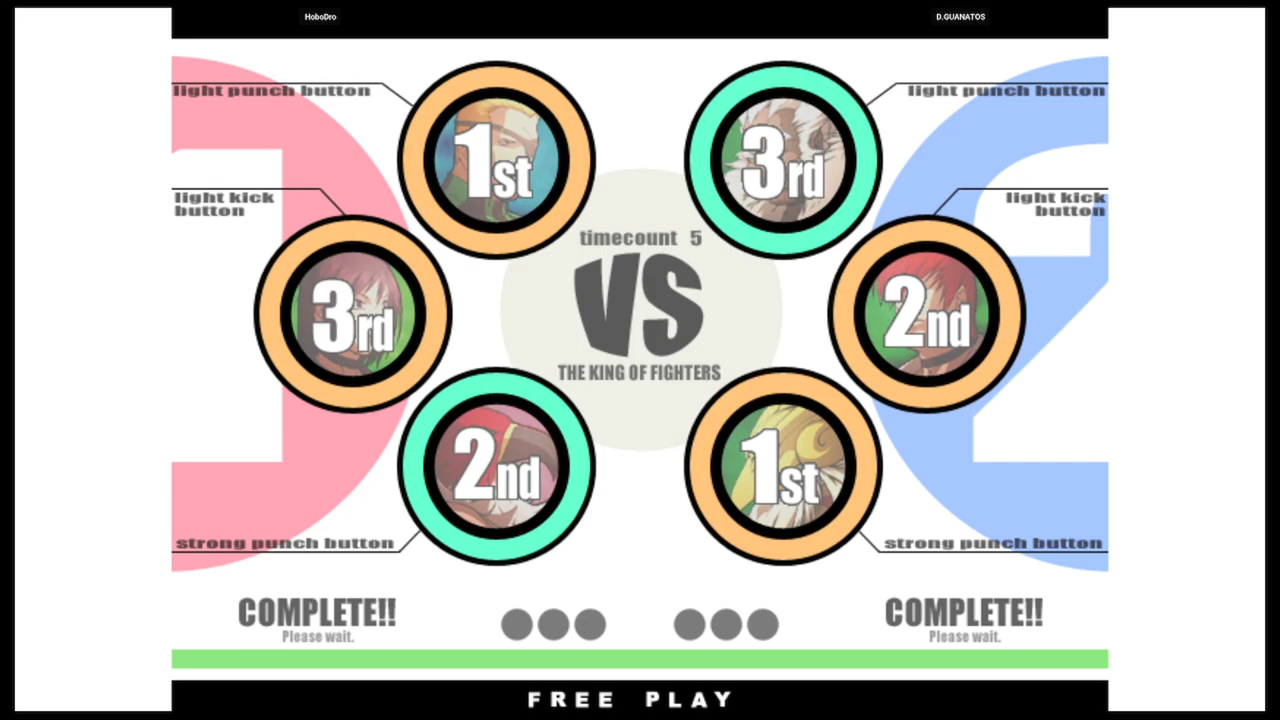 HoboDro
D.GUANATOS
light punch button
light punch button
1st
3rd
light kick
button
light kick
button
timecount 5
VS
THE KING OF FIGHTERS
3rd
2nd
2nd
1st
strong punch button
strong punch button
COMPLETE!!
Please wait.
COMPLETE!!
Please wait.
FREE PLAY
1
2